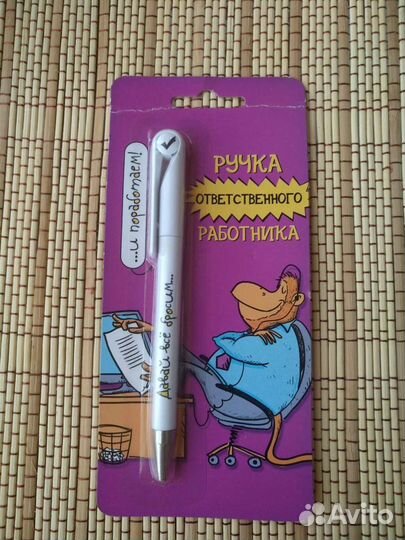 РУЧКА
ОТВЕТСТВЕННОГО
РАБОТНИКА
Давай всё бросим...
...и поработаем!
Avito